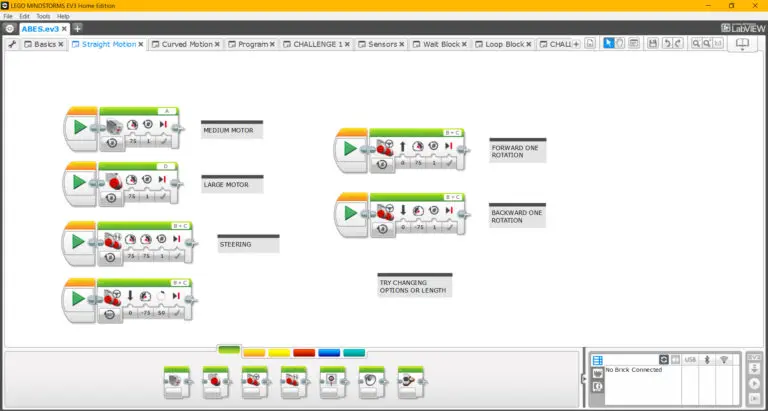 LEGO MINDSTORMS EV3 Home Edition
File Edit Tools Help
ABES.ev3
LabVIEW
Basics
Straight Motion
Curved Motion
Program
CHALLENGE 1
Sensors
Wait Block
Loop Block
CHALL
A
75 1
MEDIUM MOTOR
D
75 1
LARGE MOTOR
B + C
75 75 1
STEERING
B + C
0 -75 50
B + C
0 75 1
FORWARD ONE
ROTATION
B + C
0 -75 1
BACKWARD ONE
ROTATION
TRY CHANGING
OPTIONS OR LENGTH
USB
EV3
No Brick Connected